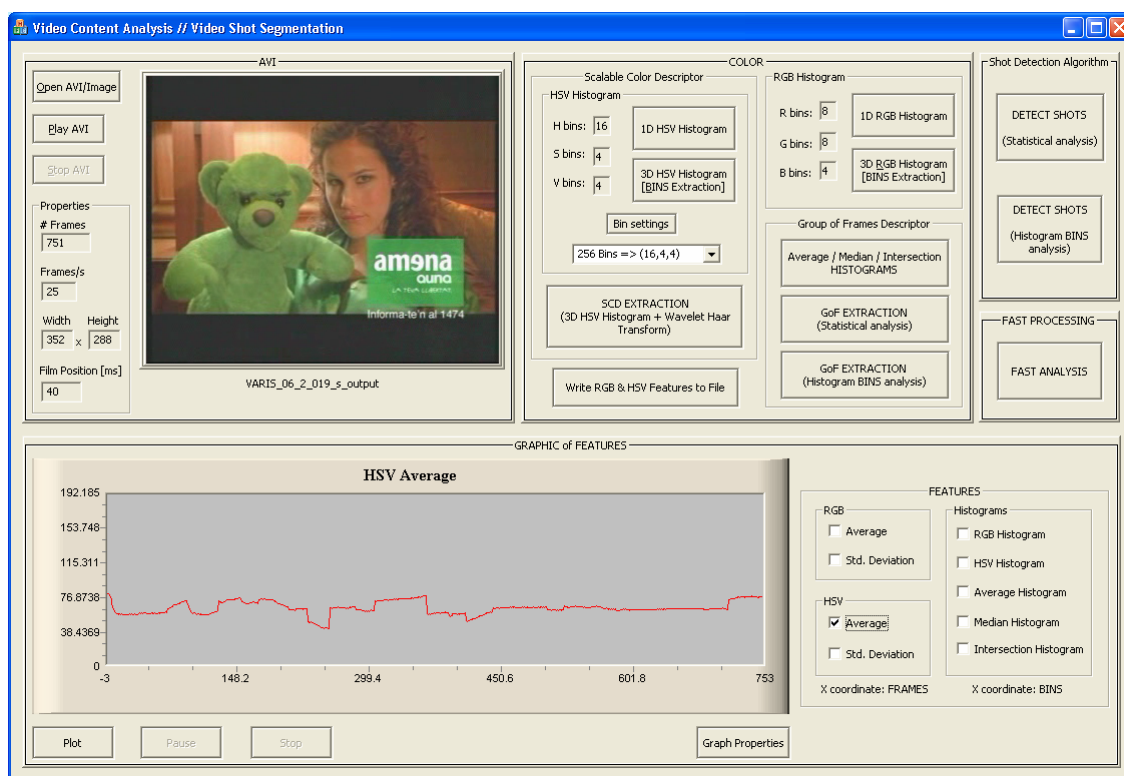 Video Content Analysis // Video Shot Segmentation
AVI
Open AVI/Image
Play AVI
Stop AVI
Properties
# Frames
751
Frames/s
25
Width Height
352 x 288
Film Position [ms]
40
amena
auna
LA TEVA LLIBERTAT
Informa-te'n al 1474
VARIS_06_2_019_s_output
COLOR
Scalable Color Descriptor
HSV Histogram
H bins: 16
S bins: 4
V bins: 4
1D HSV Histogram
3D HSV Histogram
[BINS Extraction]
Bin settings
256 Bins => (16,4,4)
SCD EXTRACTION
(3D HSV Histogram + Wavelet Haar
Transform)
Write RGB & HSV Features to File
RGB Histogram
R bins: 8
G bins: 8
B bins: 4
1D RGB Histogram
3D RGB Histogram
[BINS Extraction]
Group of Frames Descriptor
Average / Median / Intersection
HISTOGRAMS
GoF EXTRACTION
(Statistical analysis)
GoF EXTRACTION
(Histogram BINS analysis)
Shot Detection Algorithm
DETECT SHOTS
(Statistical analysis)
DETECT SHOTS
(Histogram BINS
analysis)
FAST PROCESSING
FAST ANALYSIS
GRAPHIC of FEATURES
HSV Average
192.185
153.748
115.311
76.8738
38.4369
0
-3 148.2 299.4 450.6 601.8 753
FEATURES
RGB
Average
Std. Deviation
HSV
Average
Std. Deviation
X coordinate: FRAMES
Histograms
RGB Histogram
HSV Histogram
Average Histogram
Median Histogram
Intersection Histogram
X coordinate: BINS
Plot
Pause
Stop
Graph Properties